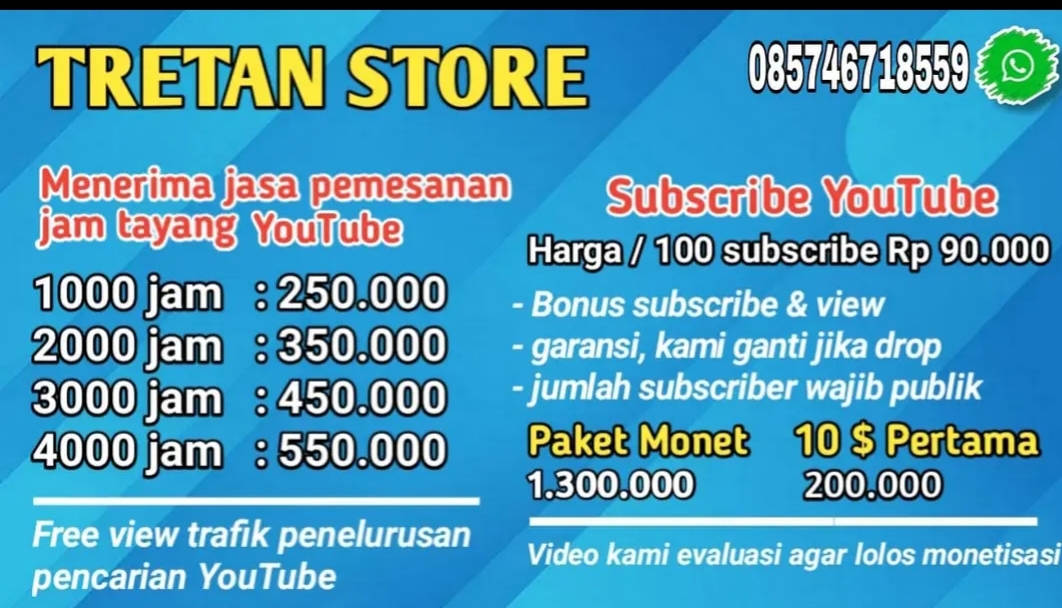 TRETAN STORE
085746718559
Menerima jasa pemesanan
jam tayang YouTube
1000 jam : 250.000
2000 jam : 350.000
3000 jam : 450.000
4000 jam : 550.000
Free view trafik penelurusan
pencarian YouTube
Subscribe YouTube
Harga / 100 subscribe Rp 90.000
- Bonus subscribe & view
- garansi, kami ganti jika drop
- jumlah subscriber wajib publik
Paket Monet 10 $ Pertama
1.300.000 200.000
Video kami evaluasi agar lolos monetisasi